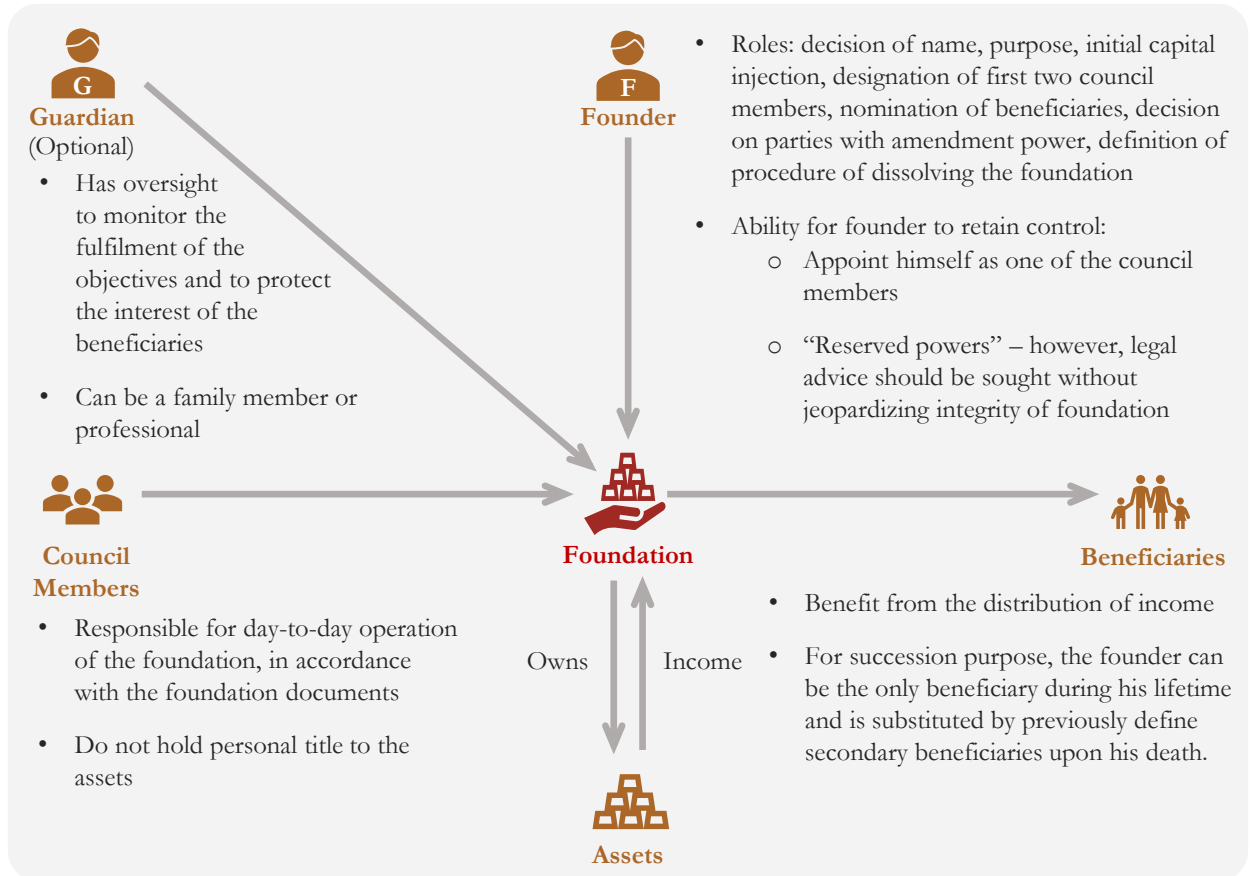 G
Guardian
(Optional)
• Has oversight
to monitor the
fulfilment of the
objectives and to protect
the interest of the
beneficiaries
• Can be a family member or
professional
F
Founder
• Roles: decision of name, purpose, initial capital
injection, designation of first two council
members, nomination of beneficiaries, decision
on parties with amendment power, definition of
procedure of dissolving the foundation
• Ability for founder to retain control:
o Appoint himself as one of the council
members
o “Reserved powers” – however, legal
advice should be sought without
jeopardizing integrity of foundation
Council
Members
• Responsible for day-to-day operation
of the foundation, in accordance
with the foundation documents
• Do not hold personal title to the
assets
Foundation
Owns
Income
Assets
Beneficiaries
• Benefit from the distribution of income
• For succession purpose, the founder can
be the only beneficiary during his lifetime
and is substituted by previously define
secondary beneficiaries upon his death.